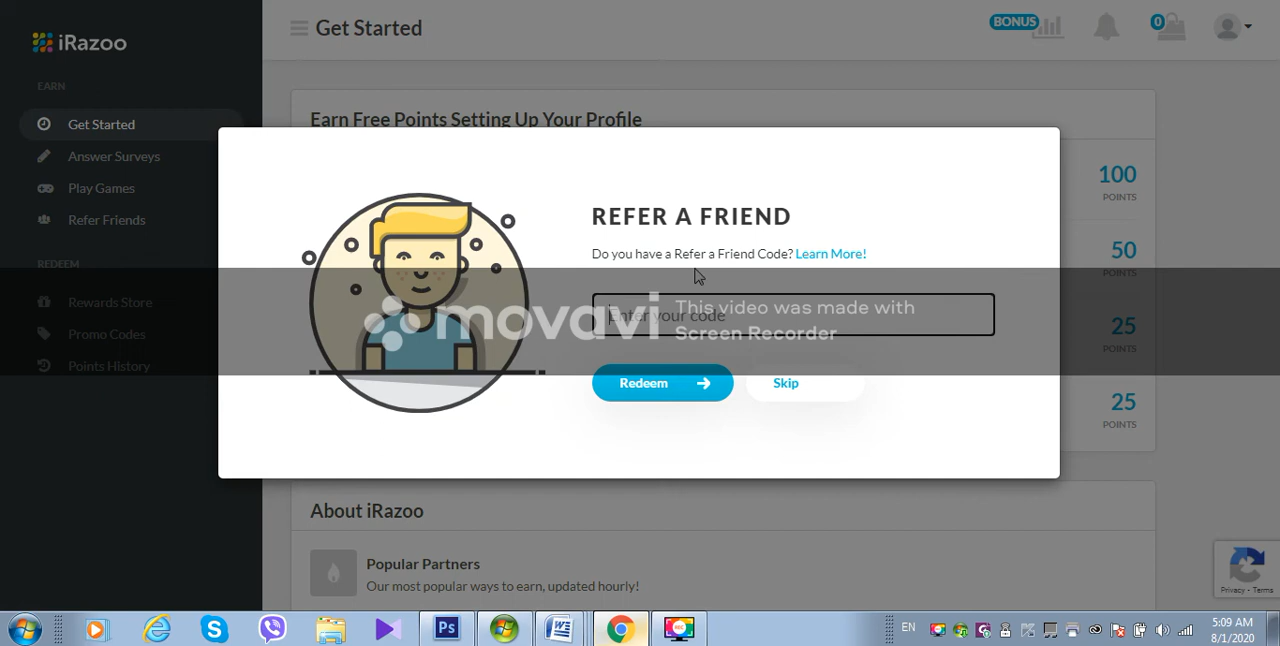 iRazoo
Get Started
BONUS
0
EARN
Get Started
Answer Surveys
Play Games
Refer Friends
REDEEM
Rewards Store
Promo Codes
Points History
Earn Free Points Setting Up Your Profile
100
POINTS
50
POINTS
25
POINTS
25
POINTS
REFER A FRIEND
Do you have a Refer a Friend Code? Learn More!
Enter your code
movavi
This video was made with
Screen Recorder
Redeem
Skip
About iRazoo
Popular Partners
Our most popular ways to earn, updated hourly!
Privacy - Terms
Ps
REC
EN
5:09 AM
8/1/2020